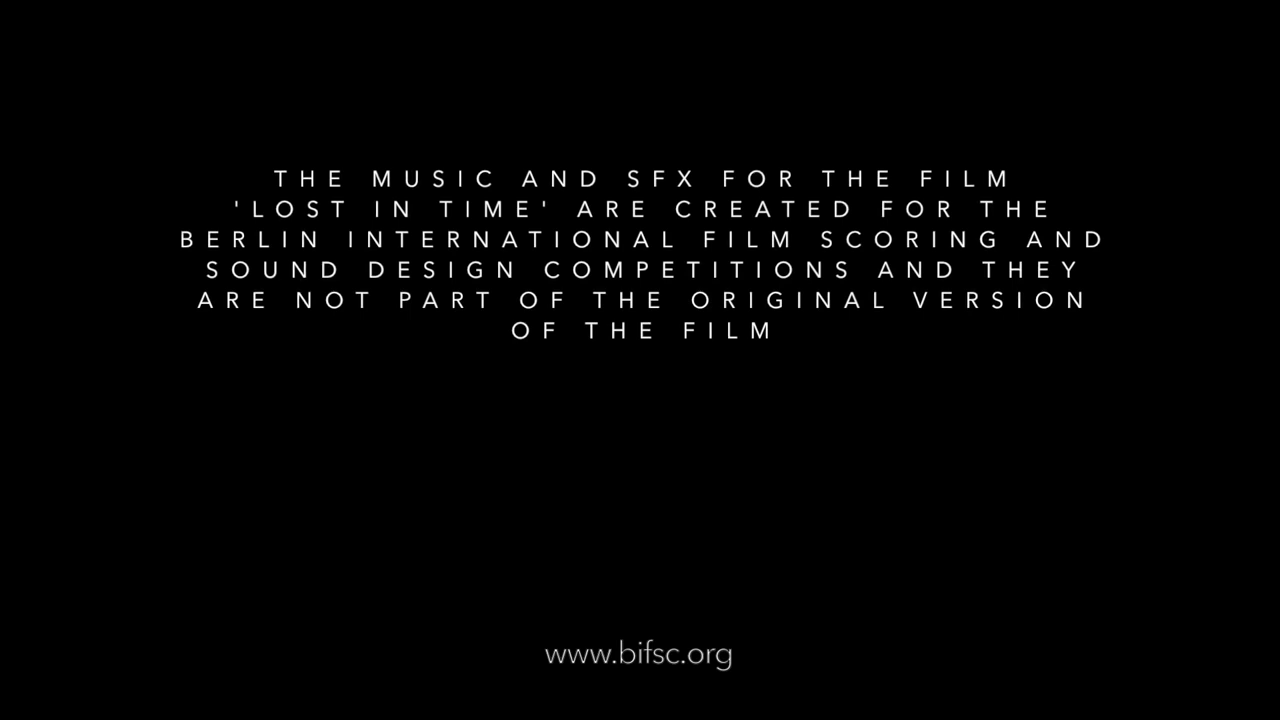 THE MUSIC AND SFX FOR THE FILM
'LOST IN TIME' ARE CREATED FOR THE
BERLIN INTERNATIONAL FILM SCORING AND
SOUND DESIGN COMPETITIONS AND THEY
ARE NOT PART OF THE ORIGINAL VERSION
OF THE FILM
www.bifsc.org